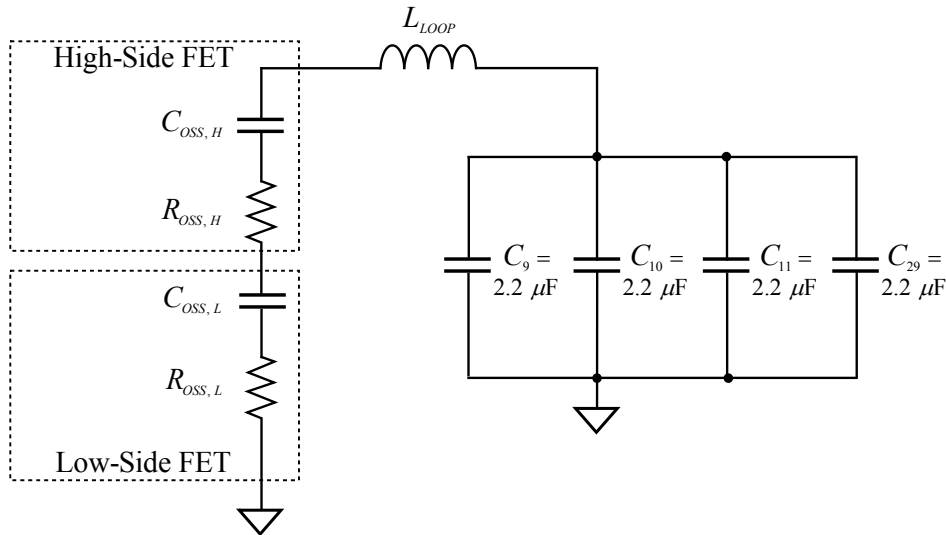 L_LOOP
High-Side FET
C_OSS, H
R_OSS, H
C_OSS, L
R_OSS, L
Low-Side FET
C_9 =
2.2 μF
C_10 =
2.2 μF
C_11 =
2.2 μF
C_29 =
2.2 μF